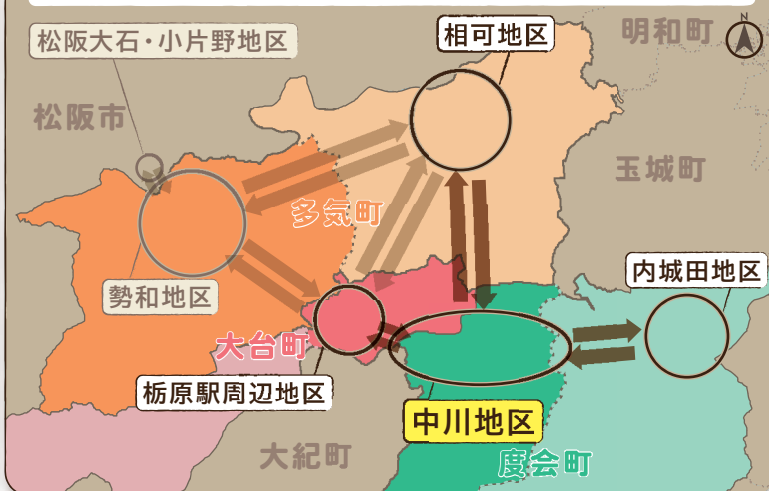 松阪大石・小片野地区
相可地区
明和町
N
松阪市
玉城町
多気町
内城田地区
勢和地区
大台町
栃原駅周辺地区
中川地区
大紀町
度会町